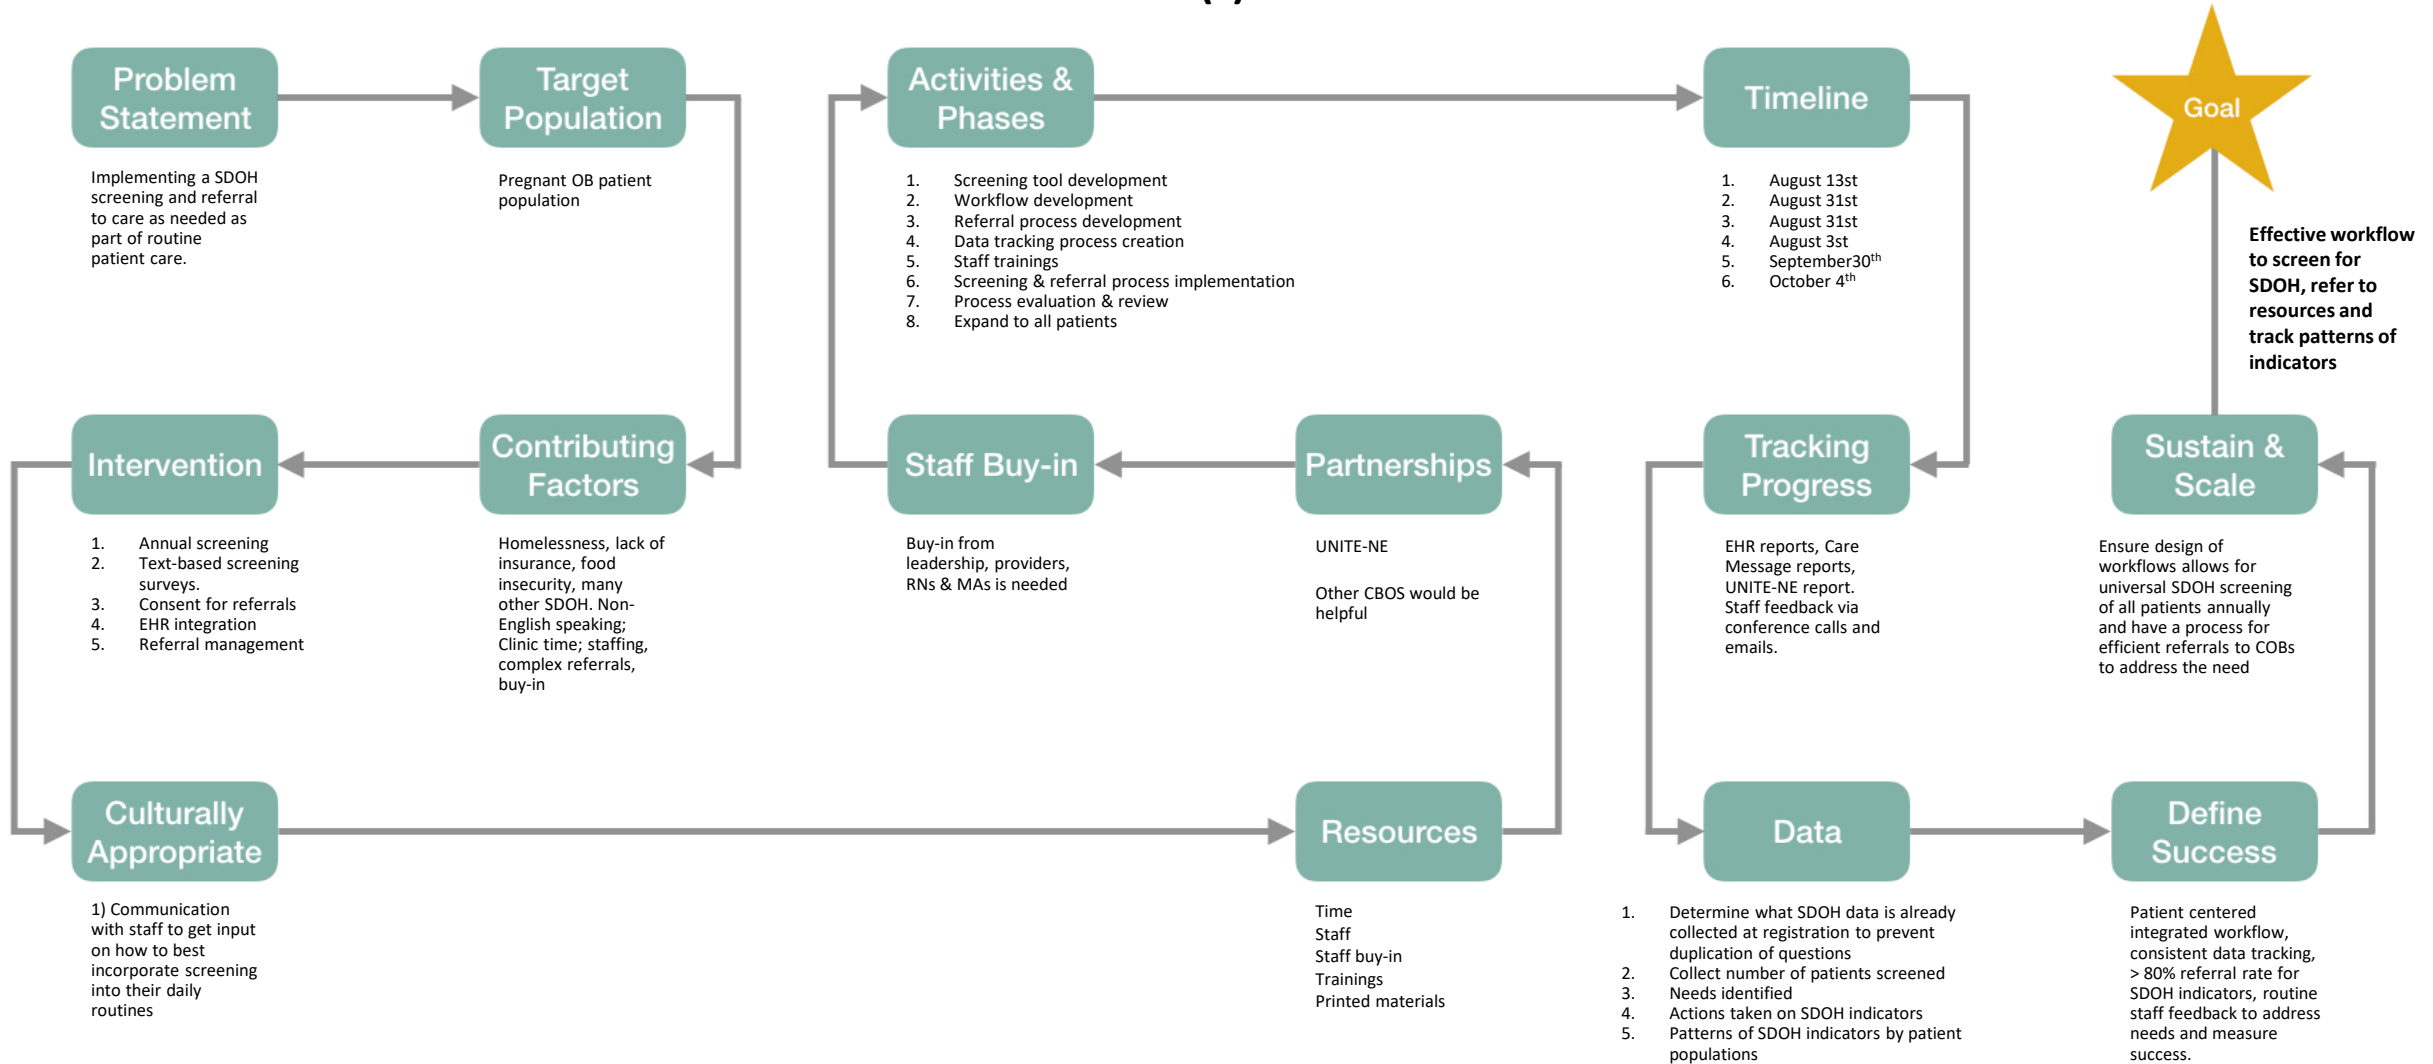 Problem
Statement
Implementing a SDOH
screening and referral
to care as needed as
part of routine
patient care.
Target
Population
Pregnant OB patient
population
Contributing
Factors
Homelessness, lack of
insurance, food
insecurity, many
other SDOH. Non-
English speaking;
Clinic time; staffing,
complex referrals,
buy-in
Intervention
1. Annual screening
2. Text-based screening
surveys.
3. Consent for referrals
4. EHR integration
5. Referral management
Culturally
Appropriate
1) Communication
with staff to get input
on how to best
incorporate screening
into their daily
routines
Resources
Time
Staff
Staff buy-in
Trainings
Printed materials
Partnerships
UNITE-NE
Other CBOS would be
helpful
Staff Buy-in
Buy-in from
leadership, providers,
RNs & MAs is needed
Activities &
Phases
1. Screening tool development
2. Workflow development
3. Referral process development
4. Data tracking process creation
5. Staff trainings
6. Screening & referral process implementation
7. Process evaluation & review
8. Expand to all patients
Timeline
1. August 13st
2. August 31st
3. August 31st
4. August 3st
5. September30th
6. October 4th
Tracking
Progress
EHR reports, Care
Message reports,
UNITE-NE report.
Staff feedback via
conference calls and
emails.
Data
1. Determine what SDOH data is already
collected at registration to prevent
duplication of questions
2. Collect number of patients screened
3. Needs identified
4. Actions taken on SDOH indicators
5. Patterns of SDOH indicators by patient
populations
Define
Success
Patient centered
integrated workflow,
consistent data tracking,
> 80% referral rate for
SDOH indicators, routine
staff feedback to address
needs and measure
success.
Sustain &
Scale
Ensure design of
workflows allows for
universal SDOH screening
of all patients annually
and have a process for
efficient referrals to COBs
to address the need
Goal
Effective workflow
to screen for
SDOH, refer to
resources and
track patterns of
indicators